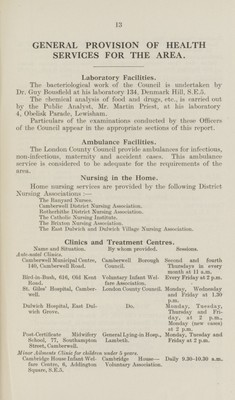 13
GENERAL PROVISION OF HEALTH
SERVICES FOR THE AREA.
Laboratory Facilities.
The bacteriological work of the Council is undertaken by
Dr. Guy Bousfield at his laboratory 134, Denmark Hill, S.E.5.
The chemical analysis of food and drugs, etc., is carried out
by the Public Analyst, Mr. Martin Priest, at his laboratory
4, Obelisk Parade, Lewisham.
Particulars of the examinations conducted by these Officers
of the Council appear in the appropriate sections of this report.
Ambulance Facilities.
The London County Council provide ambulances for infectious,
non-infectious, maternity and accident cases. This ambulance
service is considered to be adequate for the requirements of the
area.
Nursing in the Home.
Home nursing services are provided by the following District
Nursing Associations :—
The Ranyard Nurses.
Camberwell District Nursing Association.
Rotherhithe District Nursing Association.
The Catholic Nursing Institute.
The Brixton Nursing Association.
The East Dulwich and Dulwich Village Nursing Association.
Clinics and Treatment Centres.
Name and Situation. By whom provided. Sessions.
Ante-natal Clinics.
Camberwell Municipal Centre, 140, Camberwell Road. Camberwell Borough Council. Second and fourth Thursdays in every month at 11 a.m.
Bird-in-Bush, 616, Old Kent Road. Voluntary Infant Welfare Association. Every Friday at 2 p.m.
St. Giles' Hospital, Camberwell. London County Council. Monday, Wednesday and Friday at 1.30 p.m.
Dulwich Hospital, East Dulwich Grove. Do. Monday, Tuesday, Thursday and Friday, at 2 p.m., Monday (new cases) at 2 p.m.
Post-Certificate Midwifery School, 77, Southampton Street, Camberwell. General Lying-in Hosp., Lambeth. Monday, Tuesday and Friday at 2 p.m.
Minor Ailments Clinic for children under 5 years.
Cambridge House Infant Welfare Centre, 8, Addington Square, S.E.5. Cambridge House— Voluntary Association. Daily 9.30-10.30 a.m.